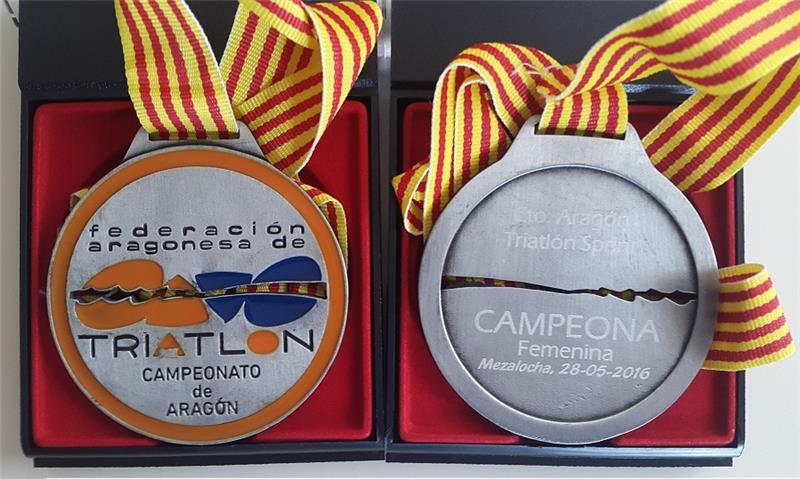 federación
aragonesa de
TRIATLON
CAMPEONATO
de
ARAGÓN
Cto. Aragón
Triatlón Sprint
CAMPEONA
Femenina
Mezalocha, 28-05-2016